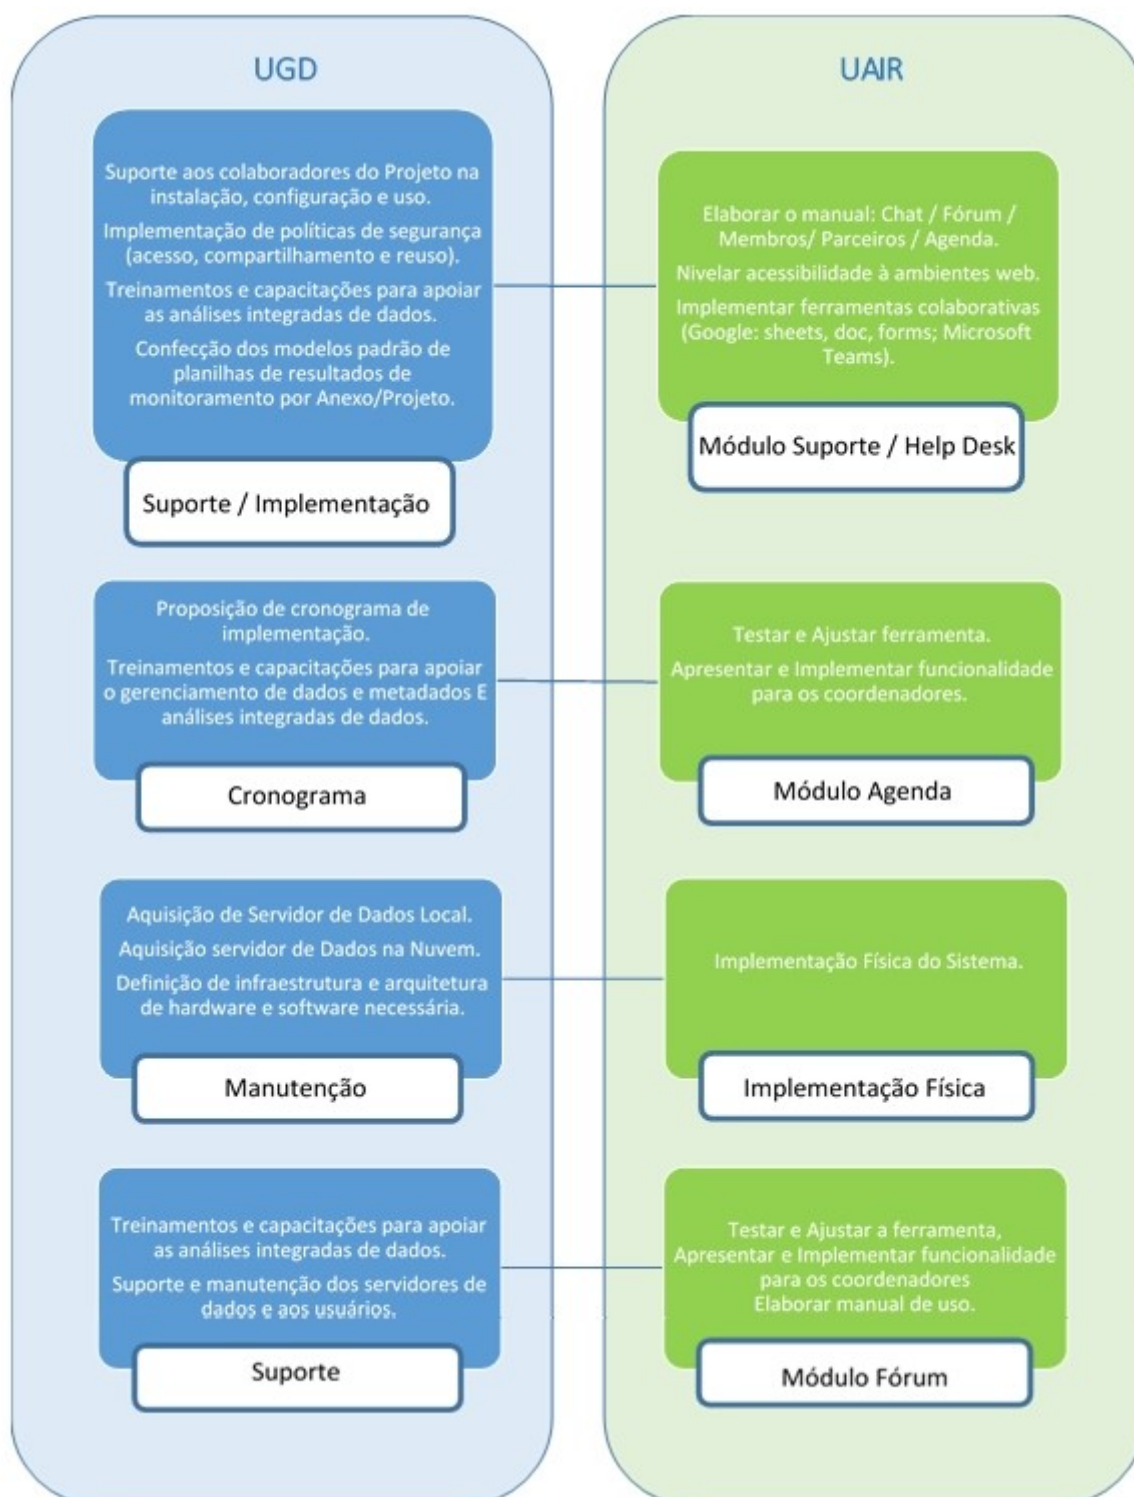 UGD
Suporte aos colaboradores do Projeto na
instalação, configuração e uso.
Implementação de políticas de segurança
(acesso, compartilhamento e reuso).
Treinamentos e capacitações para apoiar
as análises integradas de dados.
Confecção dos modelos padrão de
planilhas de resultados de
monitoramento por Anexo/Projeto.
Suporte / Implementação
Proposição de cronograma de
implementação.
Treinamentos e capacitações para apoiar
o gerenciamento de dados e metadados E
análises integradas de dados.
Cronograma
Aquisição de Servidor de Dados Local.
Aquisição servidor de Dados na Nuvem.
Definição de infraestrutura e arquitetura
de hardware e software necessária.
Manutenção
Treinamentos e capacitações para apoiar
as análises integradas de dados.
Suporte e manutenção dos servidores de
dados e aos usuários.
Suporte
UAIR
Elaborar o manual: Chat / Fórum /
Membros/ Parceiros / Agenda.
Nivelar acessibilidade à ambientes web.
Implementar ferramentas colaborativas
(Google: sheets, doc, forms; Microsoft
Teams).
Módulo Suporte / Help Desk
Testar e Ajustar ferramenta.
Apresentar e Implementar funcionalidade
para os coordenadores.
Módulo Agenda
Implementação Física do Sistema.
Implementação Física
Testar e Ajustar a ferramenta,
Apresentar e Implementar funcionalidade
para os coordenadores
Elaborar manual de uso.
Módulo Fórum